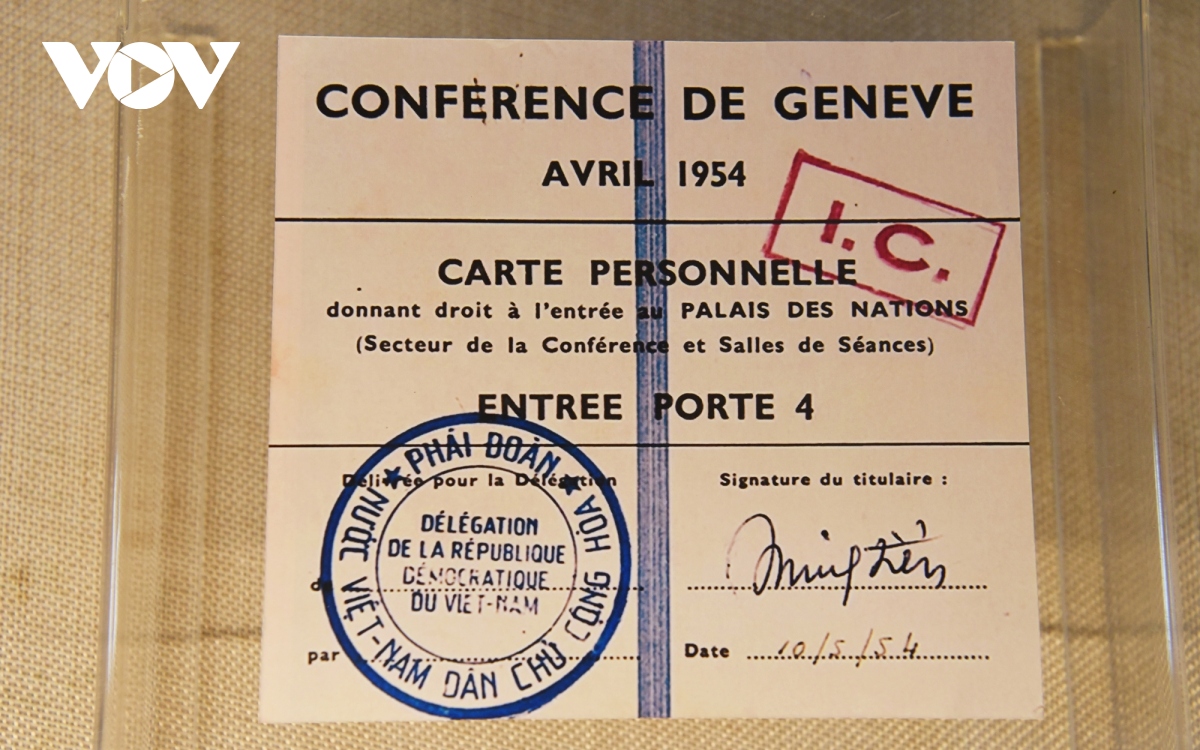 VOV
CONFERENCE DE GENEVE
AVRIL 1954
I. C.
CARTE PERSONNELLE
donnant droit à l'entrée au PALAIS DES NATIONS
(Secteur de la Conférence et Salles de Séances)
ENTREE PORTE 4
Délivrée pour la Délégation
Signature du titulaire :
PHÁI ĐOÀN
NƯỚC VIỆT-NAM DÂN CHỦ CỘNG HÒA
DÉLÉGATION
DE LA RÉPUBLIQUE
DÉMOCRATIQUE
DU VIET-NAM
de
par
Date 10/5/54